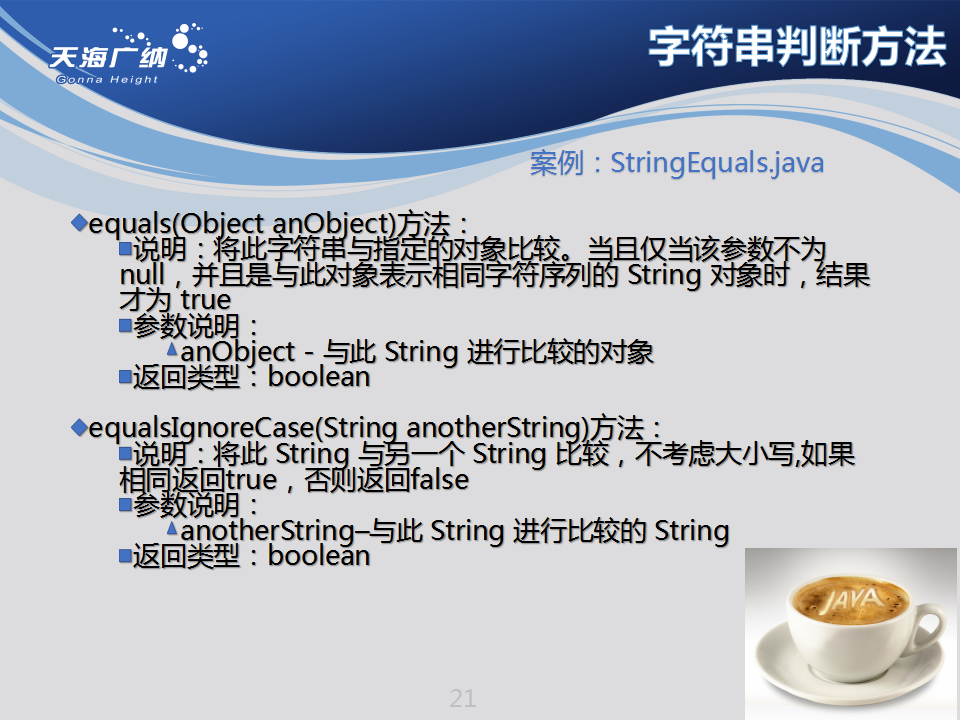 天海广纳
Gonna Height
字符串判断方法
案例：StringEquals.java
equals(Object anObject)方法：
说明：将此字符串与指定的对象比较。当且仅当该参数不为
null，并且是与此对象表示相同字符序列的 String 对象时，结果
才为 true
参数说明：
anObject - 与此 String 进行比较的对象
返回类型：boolean
equalsIgnoreCase(String anotherString)方法：
说明：将此 String 与另一个 String 比较，不考虑大小写,如果
相同返回true，否则返回false
参数说明：
anotherString–与此 String 进行比较的 String
返回类型：boolean
JAVA
21